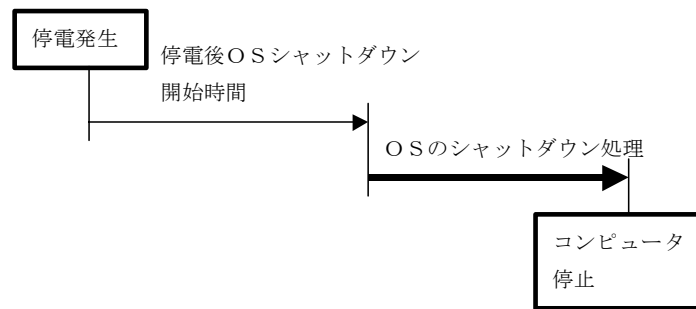 停電発生
停電後ＯＳシャットダウン
開始時間
ＯＳのシャットダウン処理
コンピュータ
停止